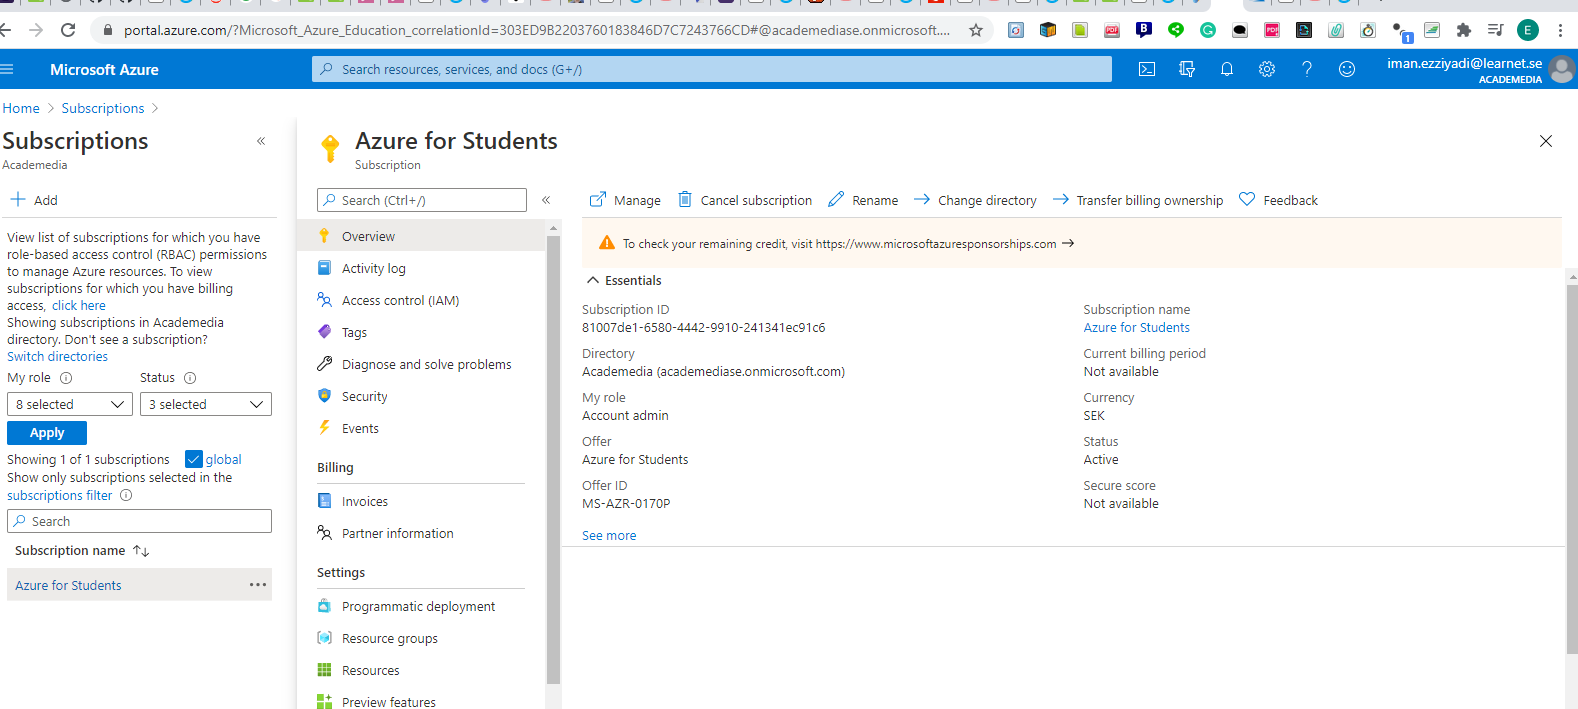 portal.azure.com/?Microsoft_Azure_Education_correlationId=303ED9B2203760183846D7C7243766CD#@academediase.onmicrosoft....
PDF
B
G
PDF
1
E
Microsoft Azure
Search resources, services, and docs (G+/)
iman.ezziyadi@learnet.se
ACADEMEDIA
Home > Subscriptions >
Subscriptions
Academedia
Add
View list of subscriptions for which you have
role-based access control (RBAC) permissions
to manage Azure resources. To view
subscriptions for which you have billing
access, click here
Showing subscriptions in Academedia
directory. Don't see a subscription?
Switch directories
My role
Status
8 selected
3 selected
Apply
Showing 1 of 1 subscriptions
global
Show only subscriptions selected in the
subscriptions filter
Search
Subscription name
Azure for Students
Azure for Students
Subscription
Search (Ctrl+/)
Overview
Activity log
Access control (IAM)
Tags
Diagnose and solve problems
Security
Events
Billing
Invoices
Partner information
Settings
Programmatic deployment
Resource groups
Resources
Preview features
Manage
Cancel subscription
Rename
Change directory
Transfer billing ownership
Feedback
To check your remaining credit, visit https://www.microsoftazuresponsorships.com →
Essentials
Subscription ID
81007de1-6580-4442-9910-241341ec91c6
Directory
Academedia (academediase.onmicrosoft.com)
My role
Account admin
Offer
Azure for Students
Offer ID
MS-AZR-0170P
See more
Subscription name
Azure for Students
Current billing period
Not available
Currency
SEK
Status
Active
Secure score
Not available